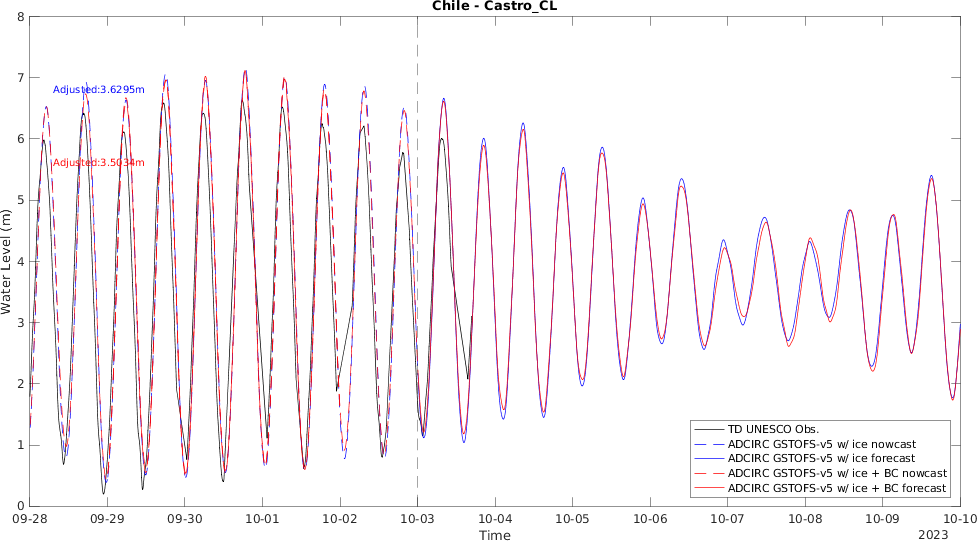 Chile - Castro_CL
Water Level (m)
8
7
6
5
4
3
2
1
0
Adjusted:3.6295m
Adjusted:3.5034m
TD UNESCO Obs.
ADCIRC GSTOFS-v5 w/ ice nowcast
ADCIRC GSTOFS-v5 w/ ice forecast
ADCIRC GSTOFS-v5 w/ ice + BC nowcast
ADCIRC GSTOFS-v5 w/ ice + BC forecast
09-28 09-29 09-30 10-01 10-02 10-03 10-04 10-05 10-06 10-07 10-08 10-09 10-10
Time
2023